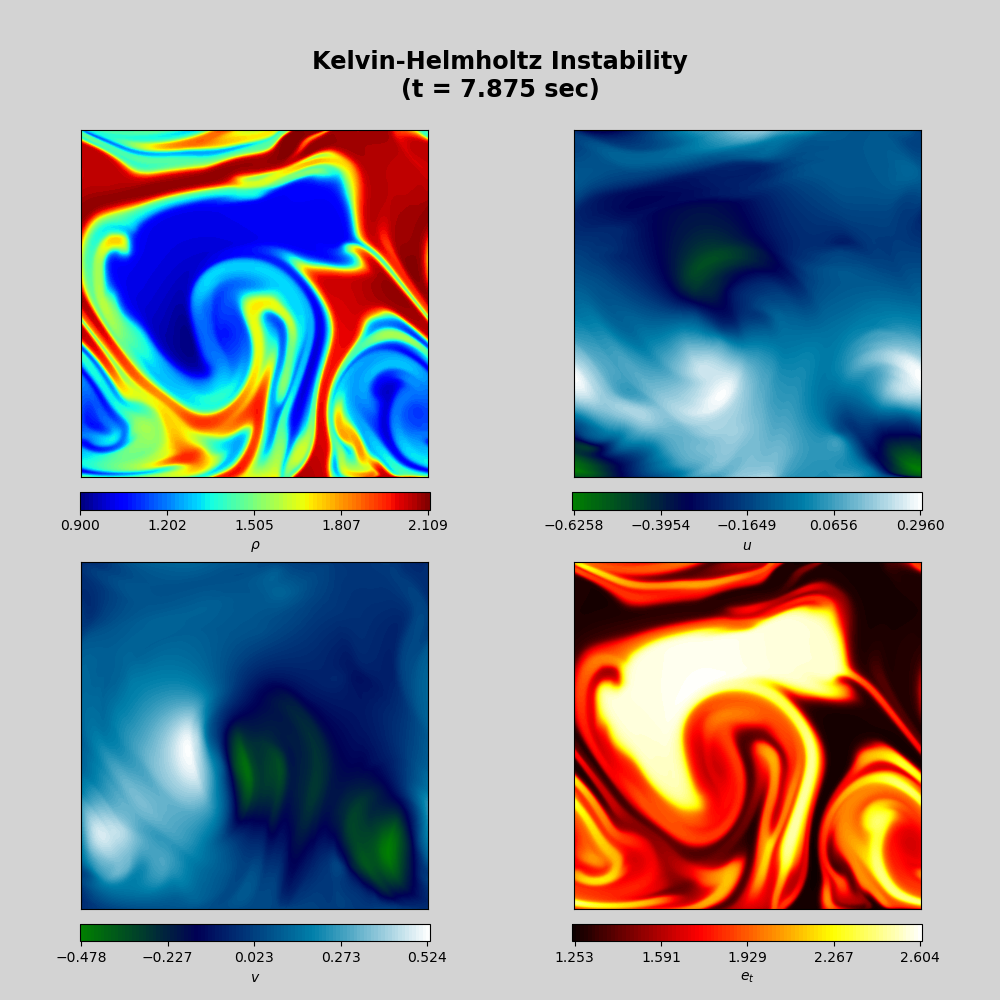 Kelvin-Helmholtz Instability
(t = 7.875 sec)
0.900 1.202 1.505 1.807 2.109
ρ
−0.6258 −0.3954 −0.1649 0.0656 0.2960
u
−0.478 −0.227 0.023 0.273 0.524
v
1.253 1.591 1.929 2.267 2.604
e_t